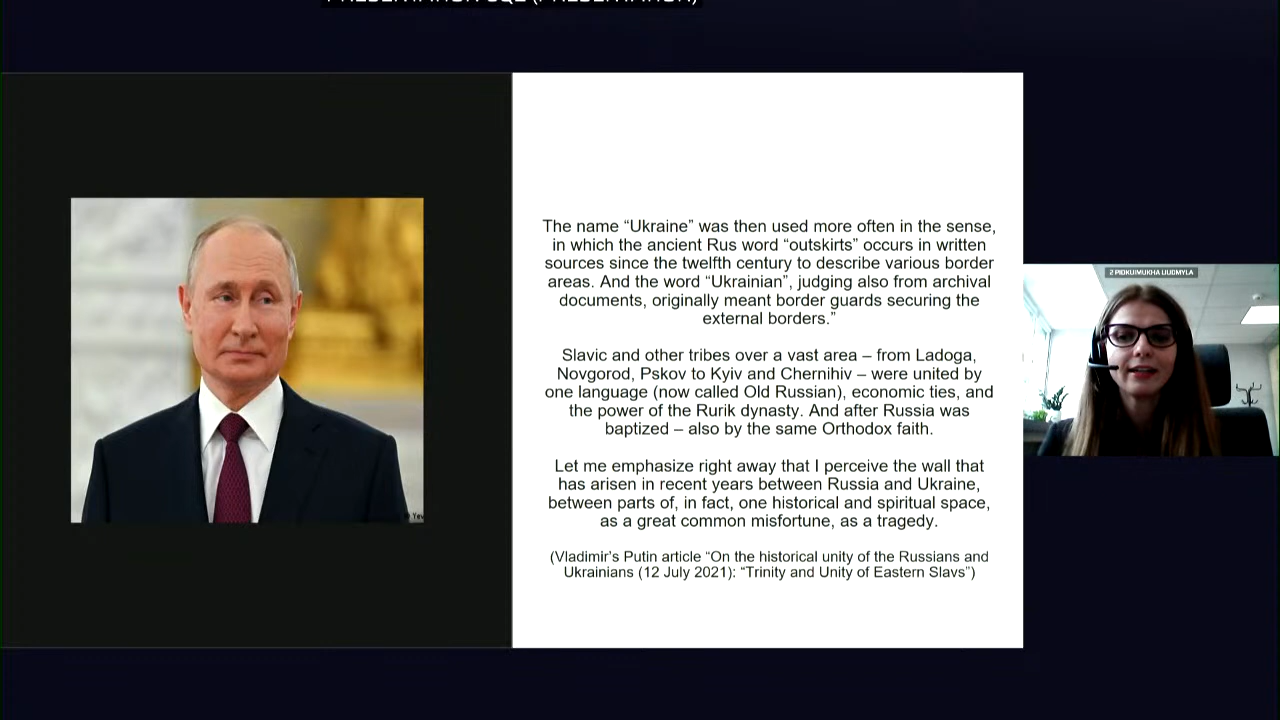 The name “Ukraine” was then used more often in the sense,
in which the ancient Rus word “outskirts” occurs in written
sources since the twelfth century to describe various border
areas. And the word “Ukrainian”, judging also from archival
documents, originally meant border guards securing the
external borders.”
Slavic and other tribes over a vast area – from Ladoga,
Novgorod, Pskov to Kyiv and Chernihiv – were united by
one language (now called Old Russian), economic ties, and
the power of the Rurik dynasty. And after Russia was
baptized – also by the same Orthodox faith.
Let me emphasize right away that I perceive the wall that
has arisen in recent years between Russia and Ukraine,
between parts of, in fact, one historical and spiritual space,
as a great common misfortune, as a tragedy.
(Vladimir’s Putin article “On the historical unity of the Russians and
Ukrainians (12 July 2021): “Trinity and Unity of Eastern Slavs”)
2 PIDKUIMUKHA LIUDMYLA